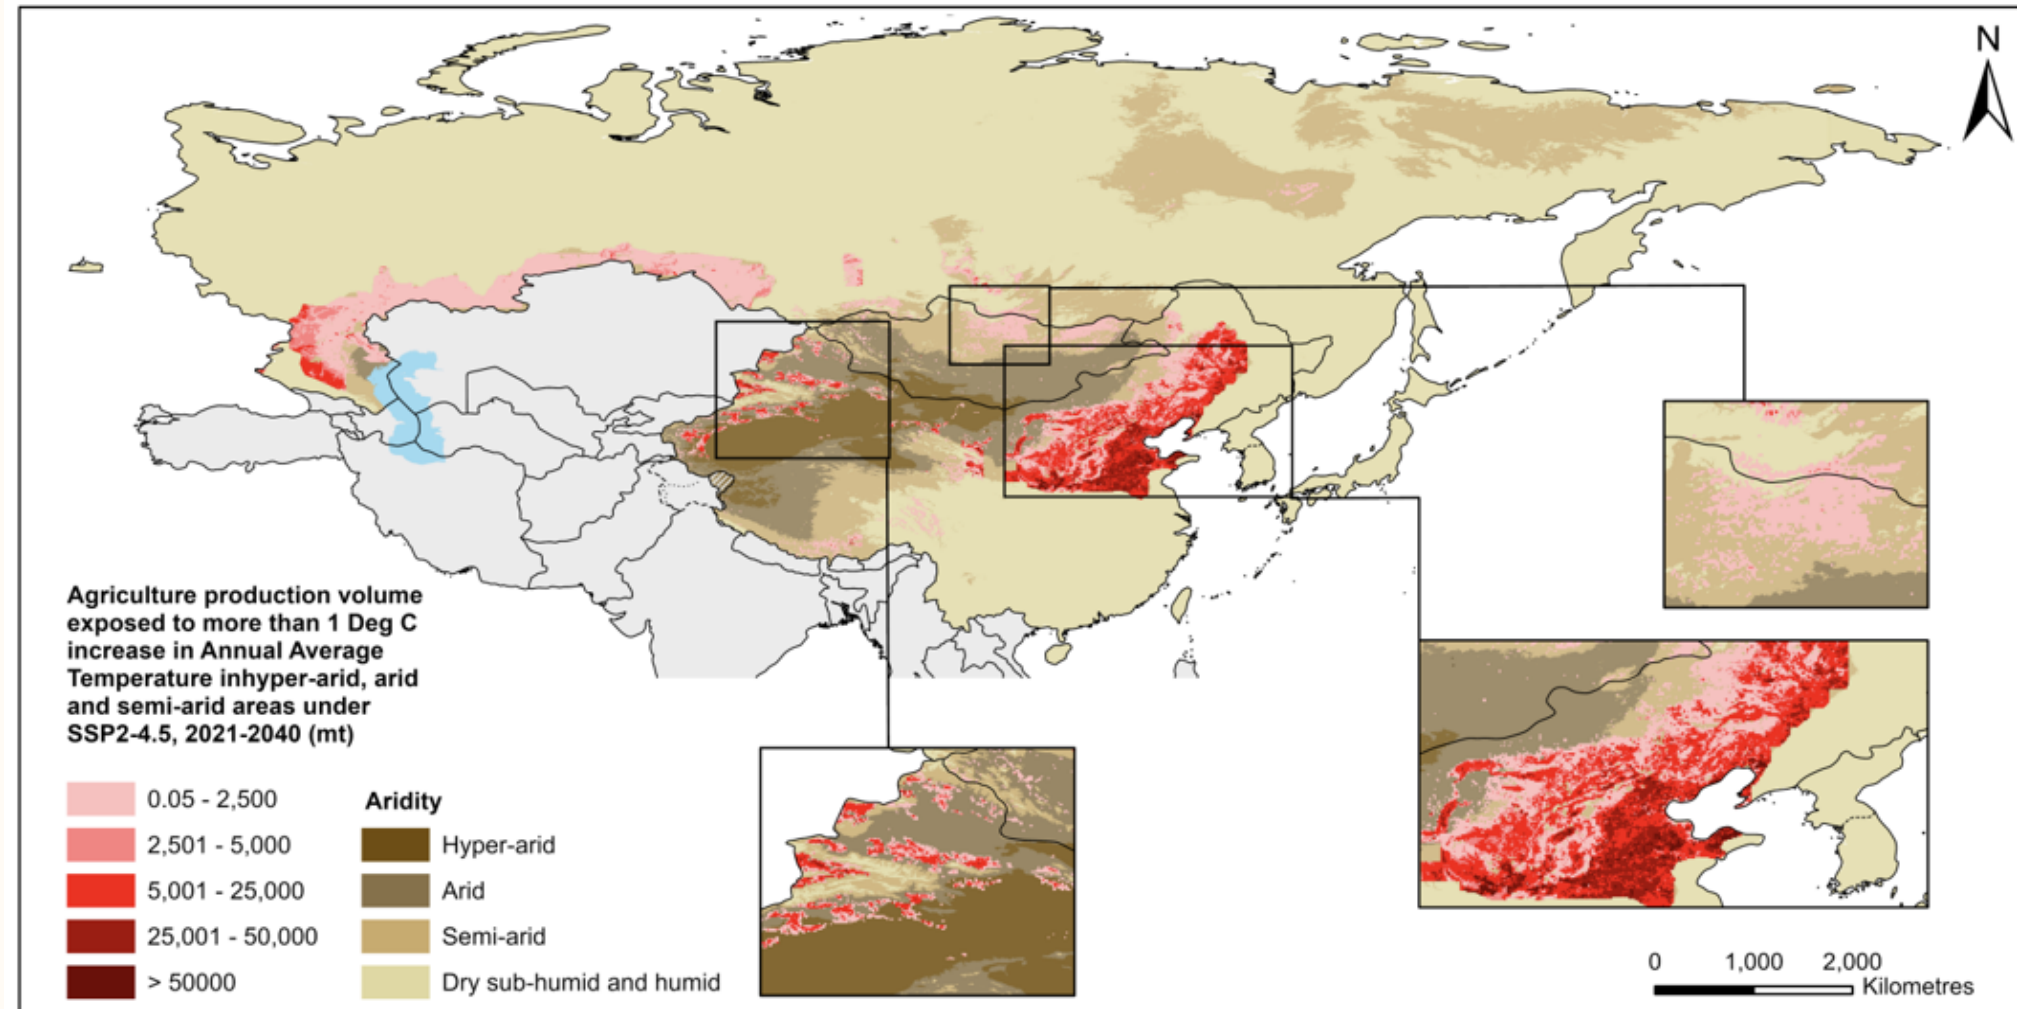 N
Agriculture production volume
exposed to more than 1 Deg C
increase in Annual Average
Temperature inhyper-arid, arid
and semi-arid areas under
SSP2-4.5, 2021-2040 (mt)
0.05 - 2,500
2,501 - 5,000
5,001 - 25,000
25,001 - 50,000
> 50000
Aridity
Hyper-arid
Arid
Semi-arid
Dry sub-humid and humid
0 1,000 2,000
Kilometres